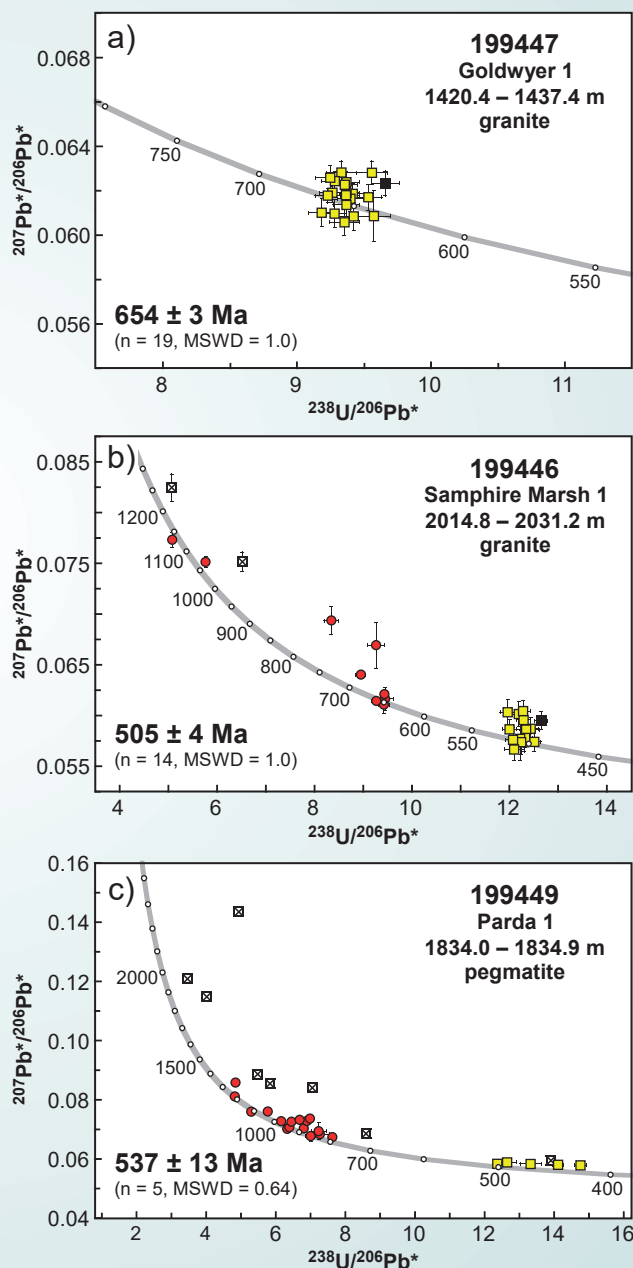 a)
199447
Goldwyer 1
1420.4 – 1437.4 m
granite
0.068
0.064
0.060
0.056
²⁰⁷Pb*/²⁰⁶Pb*
750
700
600
550
654 ± 3 Ma
(n = 19, MSWD = 1.0)
8
9
10
11
²³⁸U/²⁰⁶Pb*
b)
199446
Samphire Marsh 1
2014.8 – 2031.2 m
granite
0.085
0.075
0.065
0.055
²⁰⁷Pb*/²⁰⁶Pb*
1200
1100
1000
900
800
700
600
550
450
505 ± 4 Ma
(n = 14, MSWD = 1.0)
4
6
8
10
12
14
²³⁸U/²⁰⁶Pb*
c)
199449
Parda 1
1834.0 – 1834.9 m
pegmatite
0.16
0.14
0.12
0.10
0.08
0.06
0.04
²⁰⁷Pb*/²⁰⁶Pb*
2000
1500
1000
700
500
400
537 ± 13 Ma
(n = 5, MSWD = 0.64)
2
4
6
8
10
12
14
16
²³⁸U/²⁰⁶Pb*